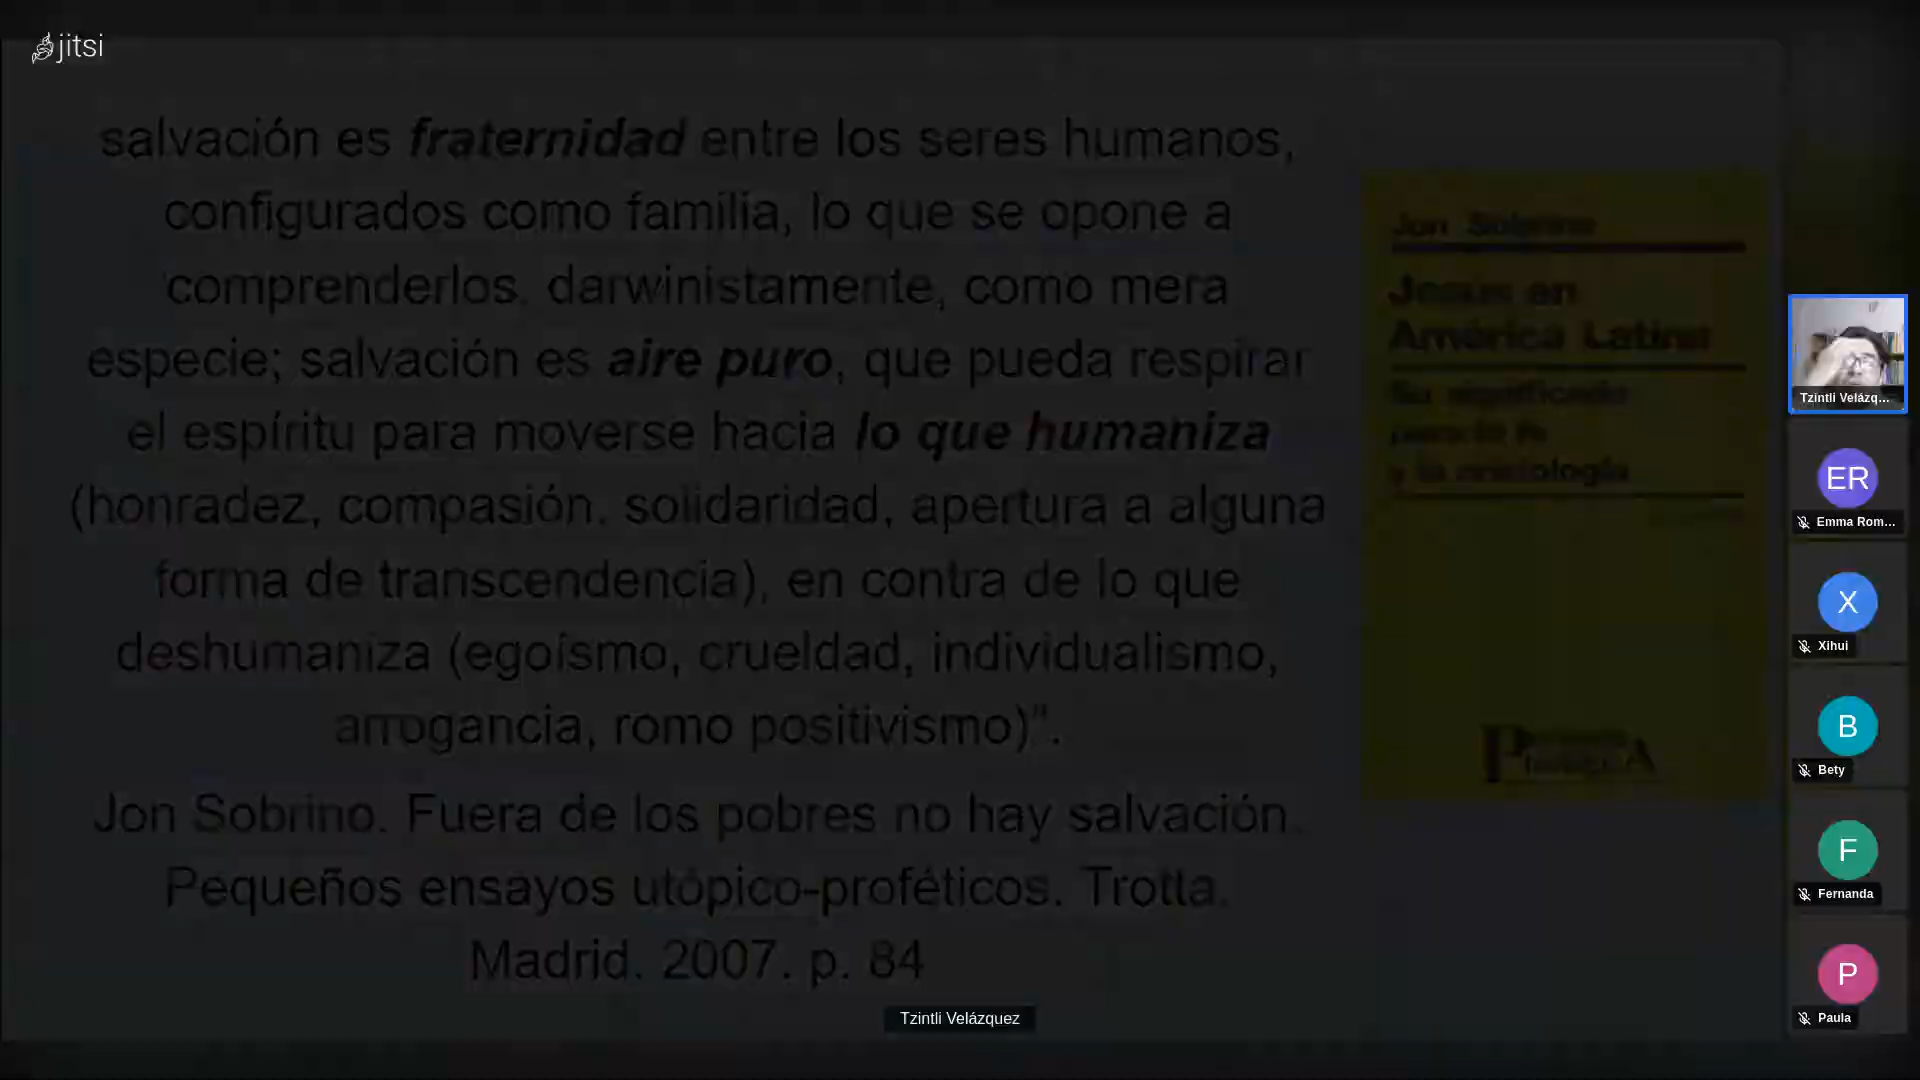 jitsi
salvación es fraternidad entre los seres humanos,
configurados como familia, lo que se opone a
comprenderlos, darwinistamente, como mera
especie; salvación es aire puro, que pueda respirar
el espíritu para moverse hacia lo que humaniza
(honradez, compasión, solidaridad, apertura a alguna
forma de transcendencia), en contra de lo que
deshumaniza (egoísmo, crueldad, individualismo,
arrogancia, romo positivismo)".
Jon Sobrino. Fuera de los pobres no hay salvación.
Pequeños ensayos utópico-proféticos. Trotta.
Madrid. 2007. p. 84
Jon Sobrino
Jesús en
América Latina
Su significado
para la fe
y la cristología
Tzintli Velázquez
Tzintli Velázq...
ER
Emma Rom...
X
Xihui
B
Bety
F
Fernanda
P
Paula